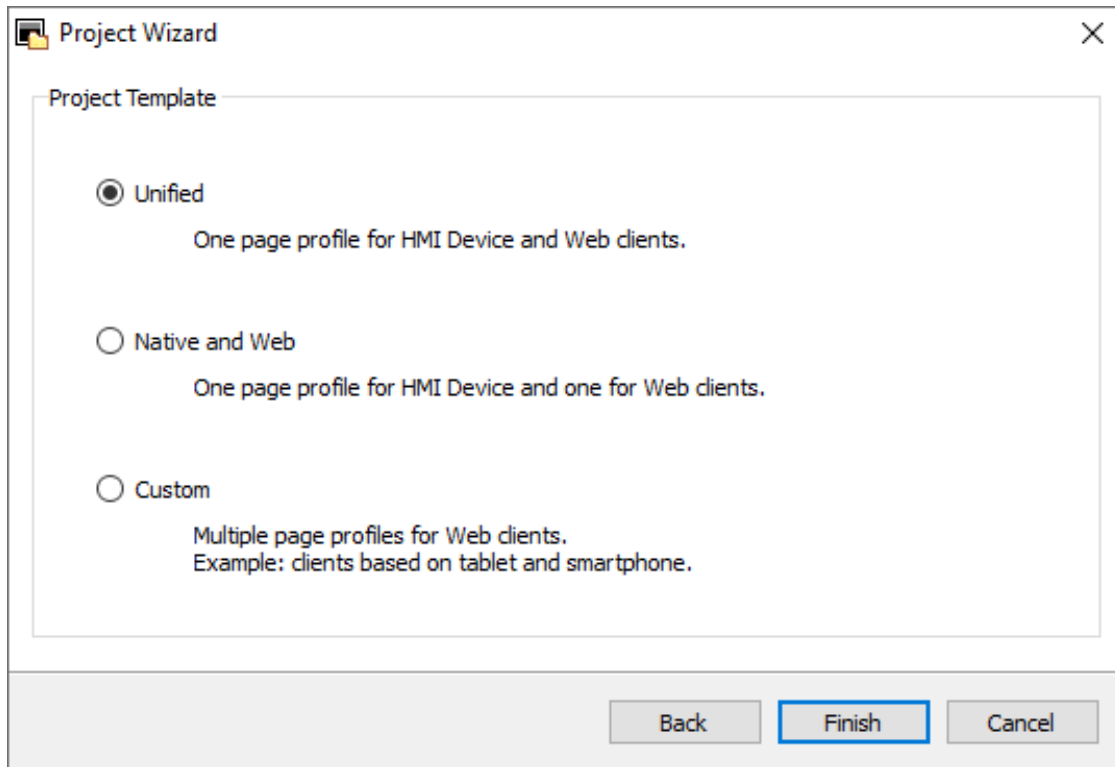 Project Wizard
Project Template
Unified
One page profile for HMI Device and Web clients.
Native and Web
One page profile for HMI Device and one for Web clients.
Custom
Multiple page profiles for Web clients.
Example: clients based on tablet and smartphone.
Back Finish Cancel